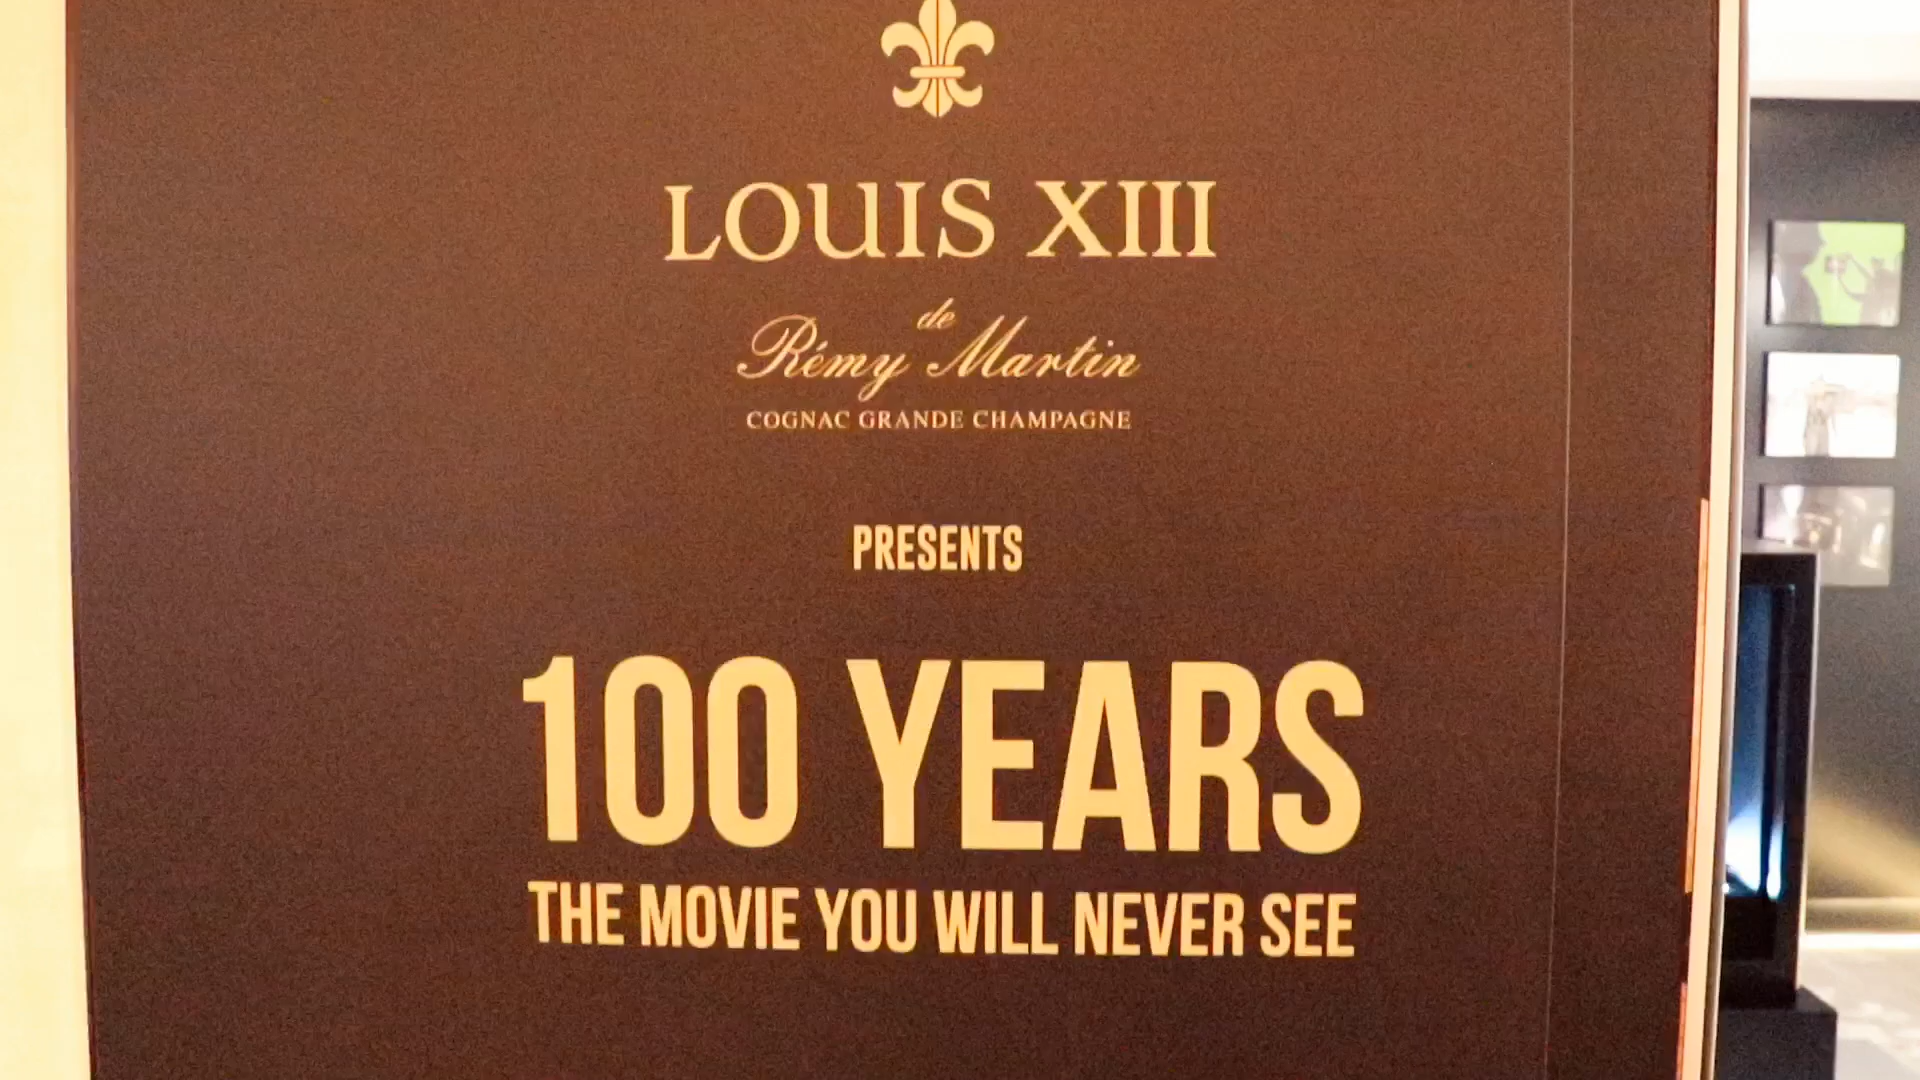 LOUIS XIII
de
Rémy Martin
COGNAC GRANDE CHAMPAGNE
PRESENTS
100 YEARS
THE MOVIE YOU WILL NEVER SEE